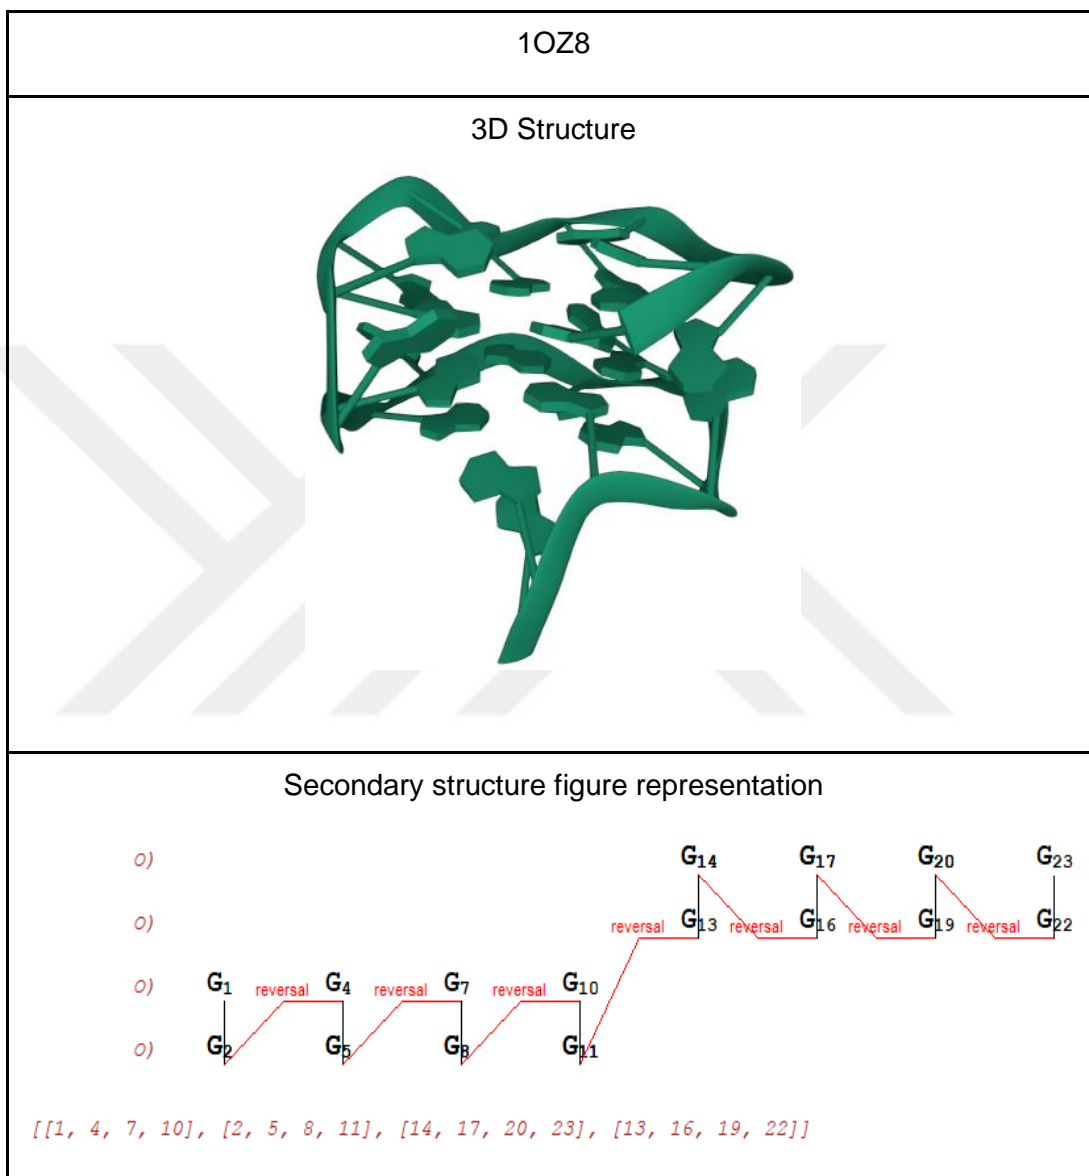 1OZ8
3D Structure
Secondary structure figure representation
O) G14 G17 G20 G23
O) reversal G13 reversal G16 reversal G19 reversal G22
O) G1 reversal G4 reversal G7 reversal G10
O) G2 G5 G8 G11
[[1, 4, 7, 10], [2, 5, 8, 11], [14, 17, 20, 23], [13, 16, 19, 22]]